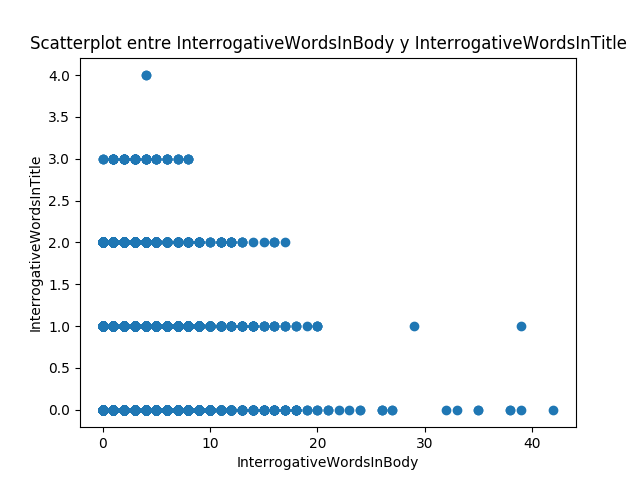 Scatterplot entre InterrogativeWordsInBody y InterrogativeWordsInTitle
4.0
3.5
3.0
2.5
2.0
1.5
1.0
0.5
0.0
InterrogativeWordsInTitle
0 10 20 30 40
InterrogativeWordsInBody